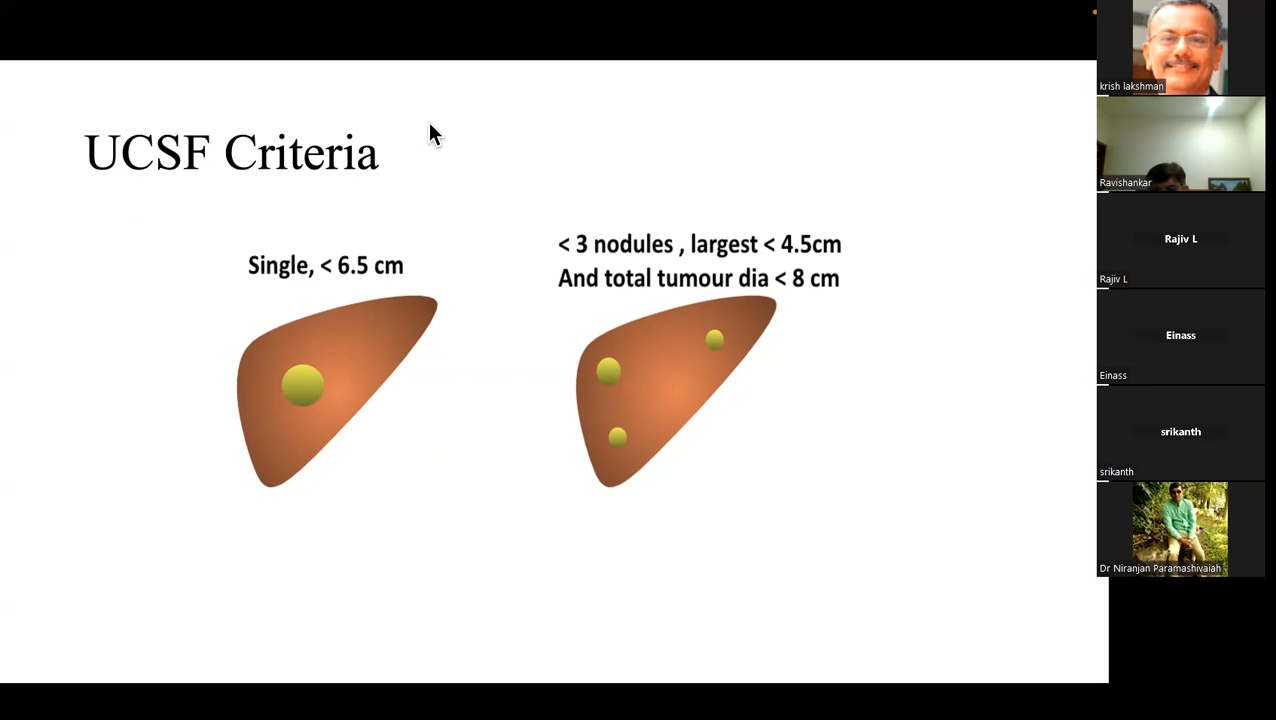 UCSF Criteria
Single, < 6.5 cm
< 3 nodules , largest < 4.5cm
And total tumour dia < 8 cm
krish lakshman
Ravishankar
Rajiv L
Rajiv L
Einass
Einass
srikanth
srikanth
Dr Niranjan Paramashivaiah